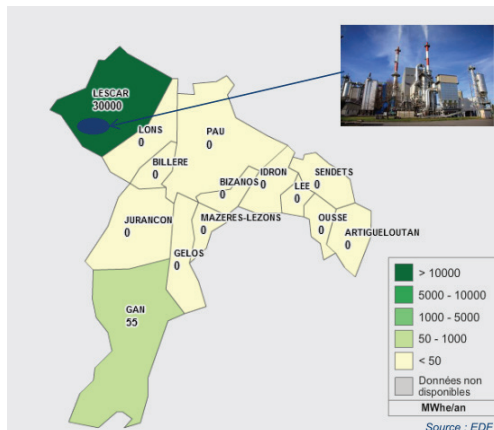 LESCAR
30000
LONS
0
PAU
0
BILLERE
0
BIZANOS
0
IDRON
0
LEE
0
SENDETS
0
JURANCON
0
MAZERES-LEZONS
0
OUSSE
0
ARTIGUELOUTAN
0
GELOS
0
GAN
55
> 10000
5000 - 10000
1000 - 5000
50 - 1000
< 50
Données non
disponibles
MWhe/an
Source : EDF